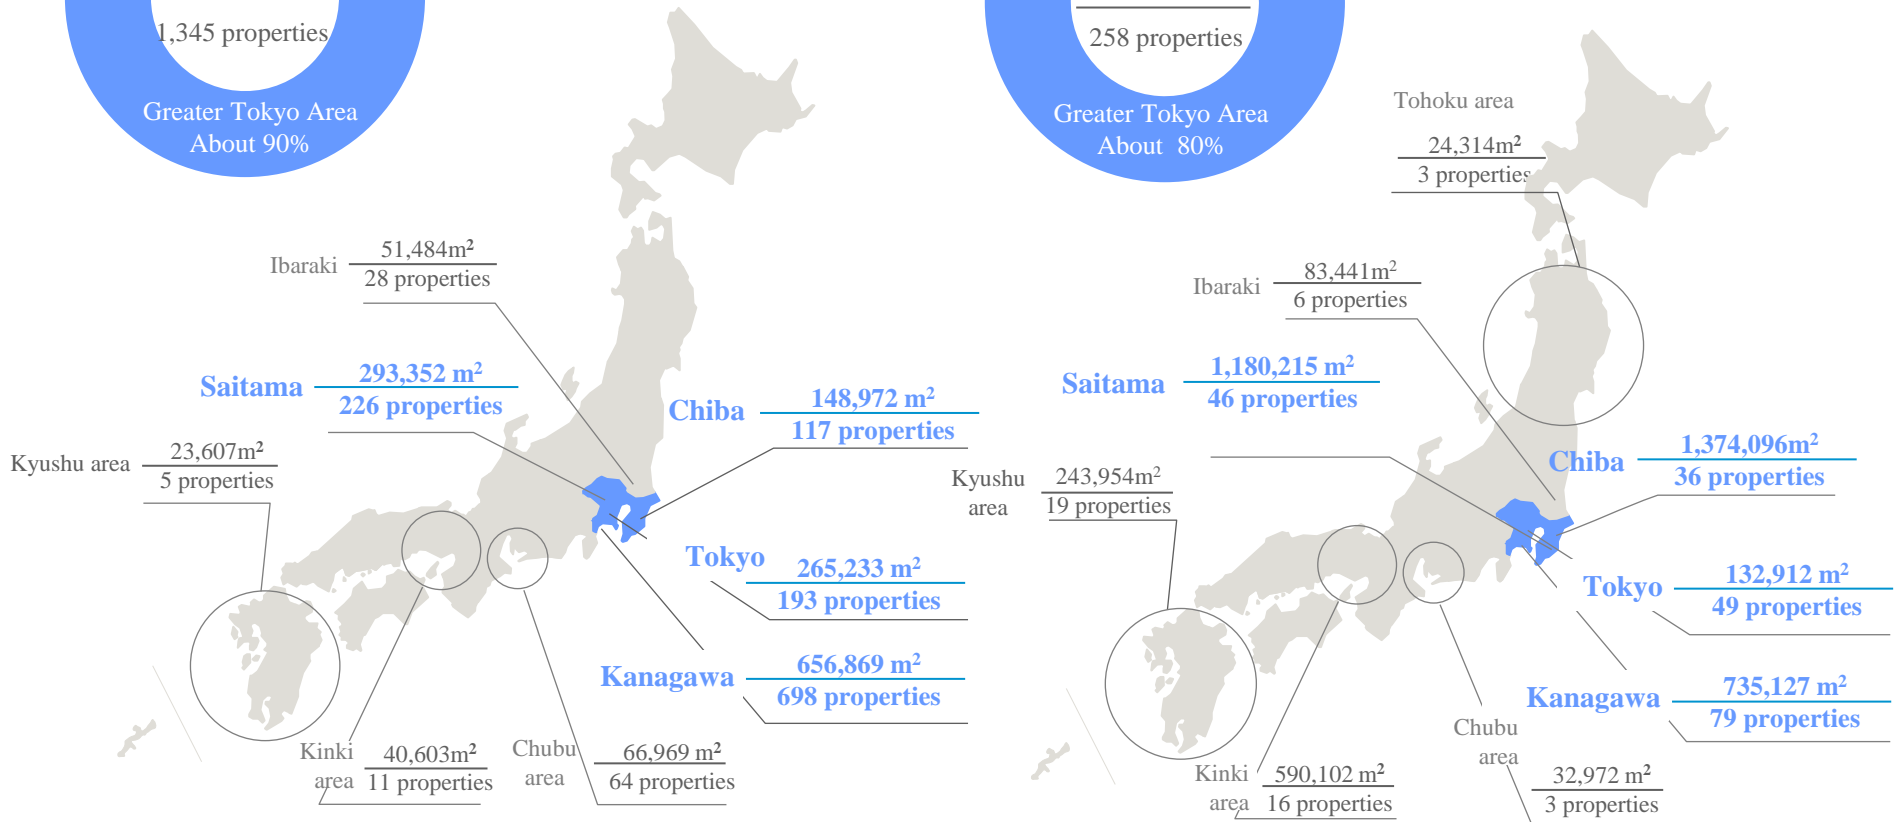 1,345 properties
Greater Tokyo Area
About 90%
Ibaraki
51,484m²
28 properties
Saitama
293,352 m²
226 properties
Chiba
148,972 m²
117 properties
Kyushu area
23,607m²
5 properties
Tokyo
265,233 m²
193 properties
Kanagawa
656,869 m²
698 properties
Kinki
area
40,603m²
11 properties
Chubu
area
66,969 m²
64 properties
258 properties
Greater Tokyo Area
About 80%
Tohoku area
24,314m²
3 properties
Ibaraki
83,441m²
6 properties
Saitama
1,180,215 m²
46 properties
Chiba
1,374,096m²
36 properties
Kyushu
area
243,954m²
19 properties
Tokyo
132,912 m²
49 properties
Kanagawa
735,127 m²
79 properties
Chubu
area
32,972 m²
3 properties
Kinki
area
590,102 m²
16 properties